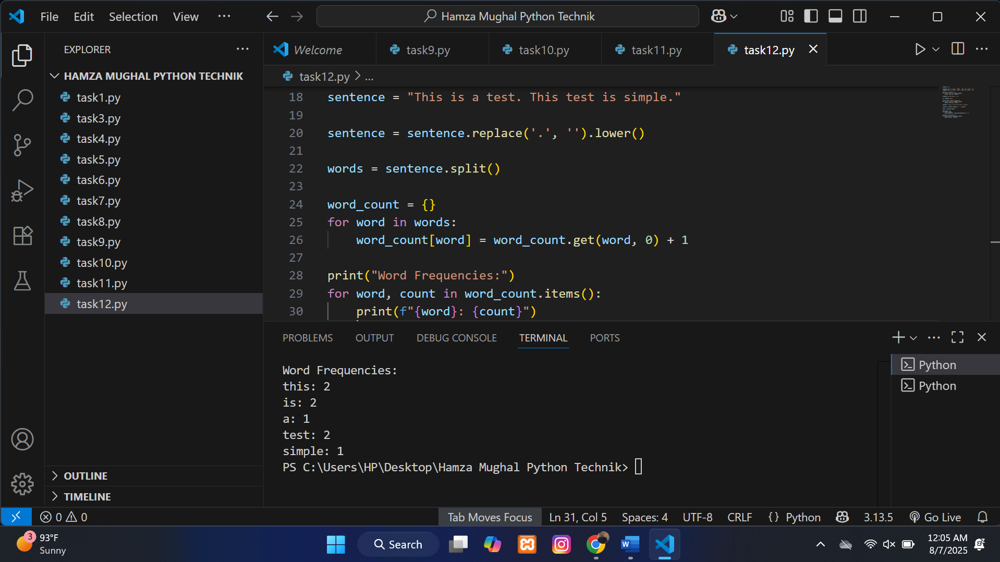 File Edit Selection View ···
Hamza Mughal Python Technik
EXPLORER ···
HAMZA MUGHAL PYTHON TECHNIK
task1.py
task3.py
task4.py
task5.py
task6.py
task7.py
task8.py
task9.py
task10.py
task11.py
task12.py
OUTLINE
TIMELINE
Welcome task9.py task10.py task11.py task12.py
task12.py > ...
18 sentence = "This is a test. This test is simple."
19
20 sentence = sentence.replace('.', '').lower()
21
22 words = sentence.split()
23
24 word_count = {}
25 for word in words:
26     word_count[word] = word_count.get(word, 0) + 1
27
28 print("Word Frequencies:")
29 for word, count in word_count.items():
30     print(f"{word}: {count}")
PROBLEMS OUTPUT DEBUG CONSOLE TERMINAL PORTS
Word Frequencies:
this: 2
is: 2
a: 1
test: 2
simple: 1
PS C:\Users\HP\Desktop\Hamza Mughal Python Technik>
Python
Python
0 0 Tab Moves Focus Ln 31, Col 5 Spaces: 4 UTF-8 CRLF {} Python 3.13.5 Go Live
3 93°F
Sunny
Search
12:05 AM
8/7/2025